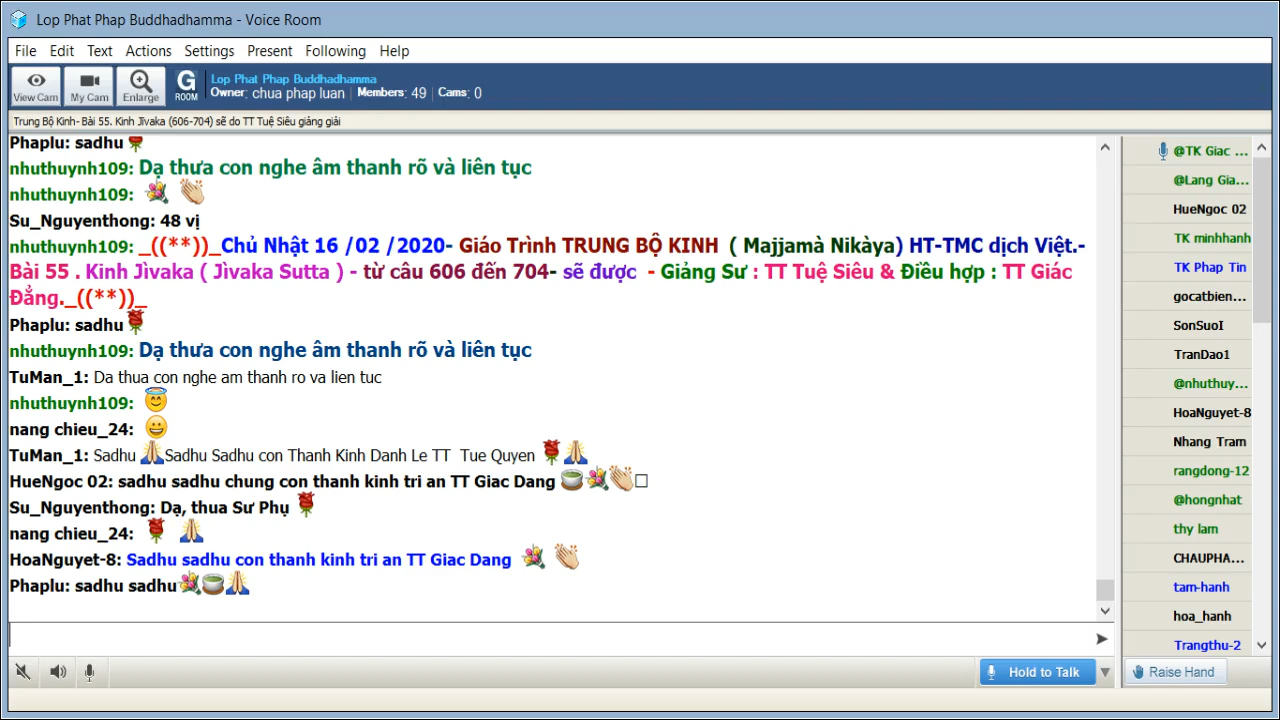 Lop Phat Phap Buddhadhamma - Voice Room
File Edit Text Actions Settings Present Following Help
View Cam My Cam Enlarge G ROOM
Lop Phat Phap Buddhadhamma
Owner: chua phap luan | Members: 49 | Cams: 0
Trung Bộ Kinh- Bài 55. Kinh Jīvaka (606-704) sẽ do TT Tuệ Siêu giảng giải
Phaplu: sadhu
nhuthuynh109: Dạ thưa con nghe âm thanh rõ và liên tục
nhuthuynh109:
Su_Nguyenthong: 48 vị
nhuthuynh109: _((**))_Chủ Nhật 16 /02 /2020- Giáo Trình TRUNG BỘ KINH ( Majjamà Nikàya) HT-TMC dịch Việt.-
Bài 55 . Kinh Jìvaka ( Jìvaka Sutta ) - từ câu 606 đến 704- sẽ được - Giảng Sư : TT Tuệ Siêu & Điều hợp : TT Giác
Đẳng._((**))_
Phaplu: sadhu
nhuthuynh109: Dạ thưa con nghe âm thanh rõ và liên tục
TuMan_1: Da thua con nghe am thanh ro va lien tuc
nhuthuynh109:
nang chieu_24:
TuMan_1: Sadhu Sadhu Sadhu con Thanh Kinh Danh Le TT Tue Quyen
HueNgoc 02: sadhu sadhu chung con thanh kinh tri an TT Giac Dang
Su_Nguyenthong: Dạ, thua Sư Phụ
nang chieu_24:
HoaNguyet-8: Sadhu sadhu con thanh kinh tri an TT Giac Dang
Phaplu: sadhu sadhu
@TK Giac ...
@Lang Gia...
HueNgoc 02
TK minhhanh
TK Phap Tin
gocatbien...
SonSuoI
TranDao1
@nhuthuy...
HoaNguyet-8
Nhang Tram
rangdong-12
@hongnhat
thy lam
CHAUPHA...
tam-hanh
hoa_hanh
Trangthu-2
Hold to Talk
Raise Hand